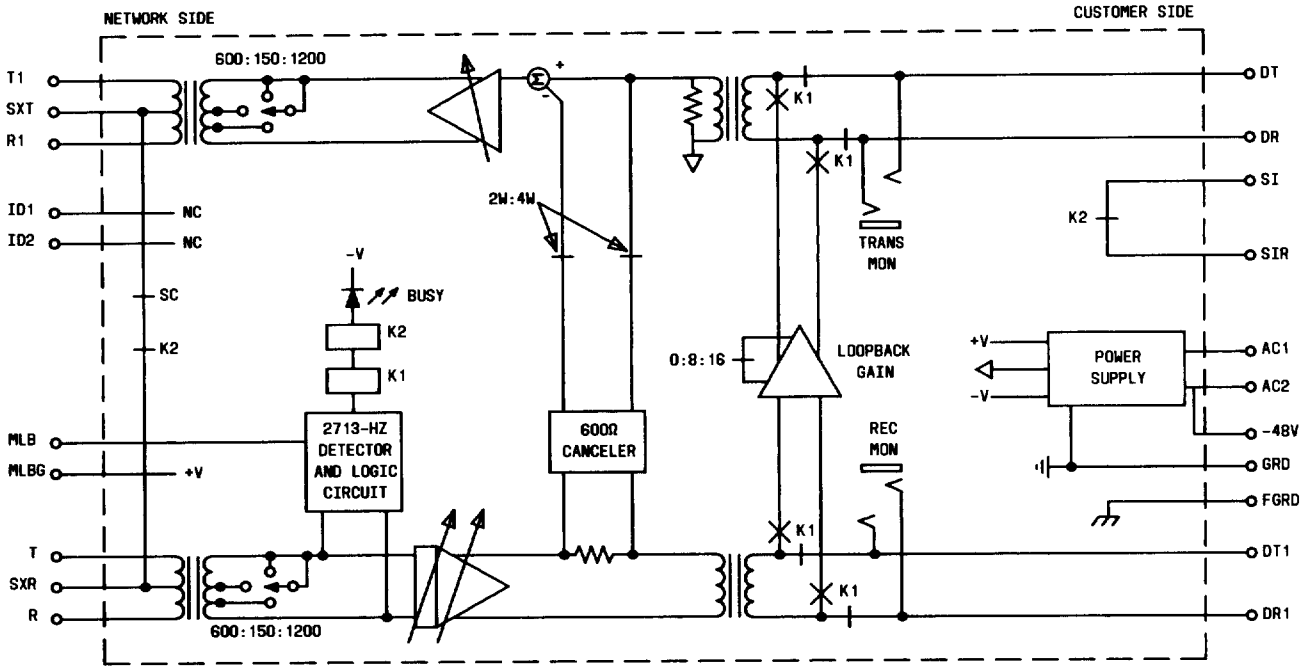 NETWORK SIDE
CUSTOMER SIDE
600:150:1200
T1
SXT
R1
Σ
+
-
K1
K1
DT
DR
ID1
NC
ID2
NC
2W:4W
TRANS
MON
SI
K2
SIR
SC
K2
-V
BUSY
K2
K1
0:8:16
LOOPBACK
GAIN
+V
-V
POWER
SUPPLY
AC1
AC2
-48V
GRD
FGRD
MLB
MLBG
+V
2713-HZ
DETECTOR
AND LOGIC
CIRCUIT
600Ω
CANCELER
REC
MON
T
SXR
R
R
600:150:1200
K1
K1
DT1
DR1